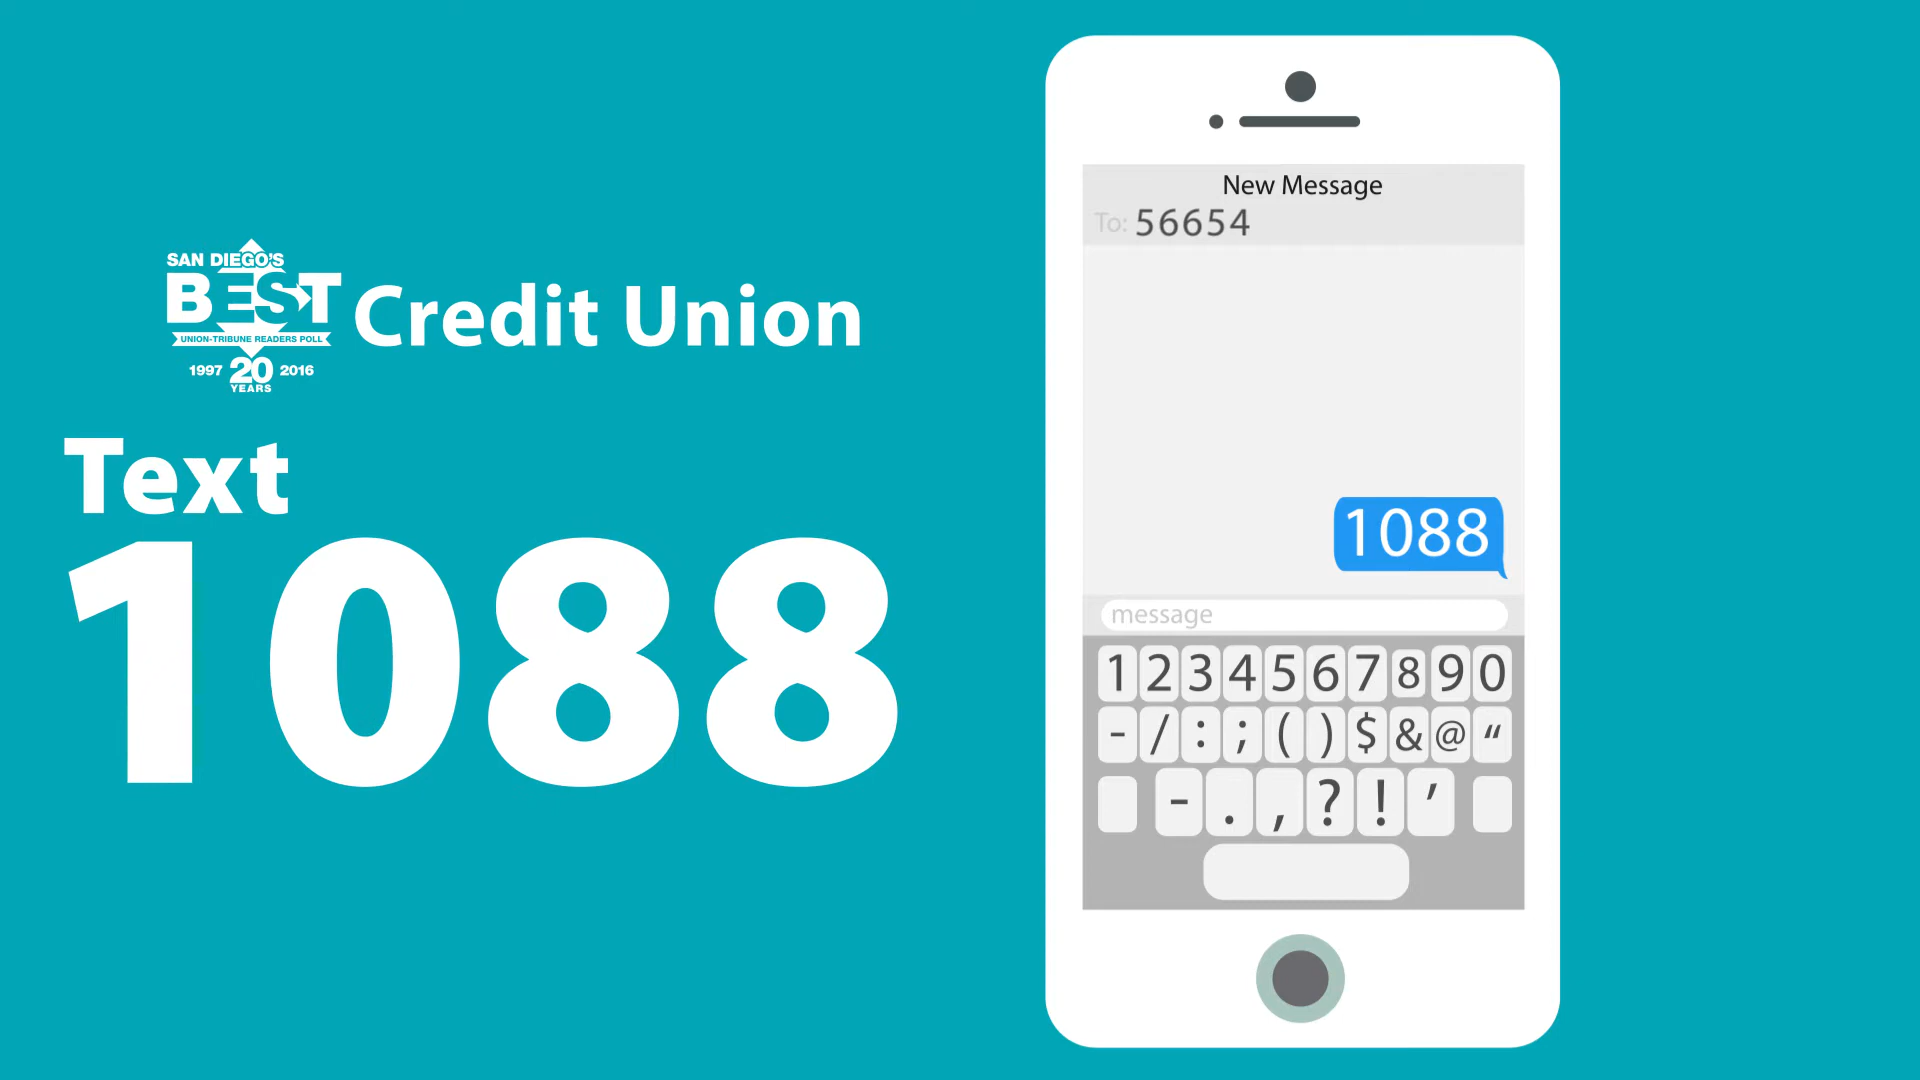 SAN DIEGO'S
BEST
UNION-TRIBUNE READERS POLL
1997 20 2016
YEARS
Credit Union
Text
1088
New Message
To: 56654
1088
message
1 2 3 4 5 6 7 8 9 0
- / : ; ( ) $ & @ “
- . , ? ! ’